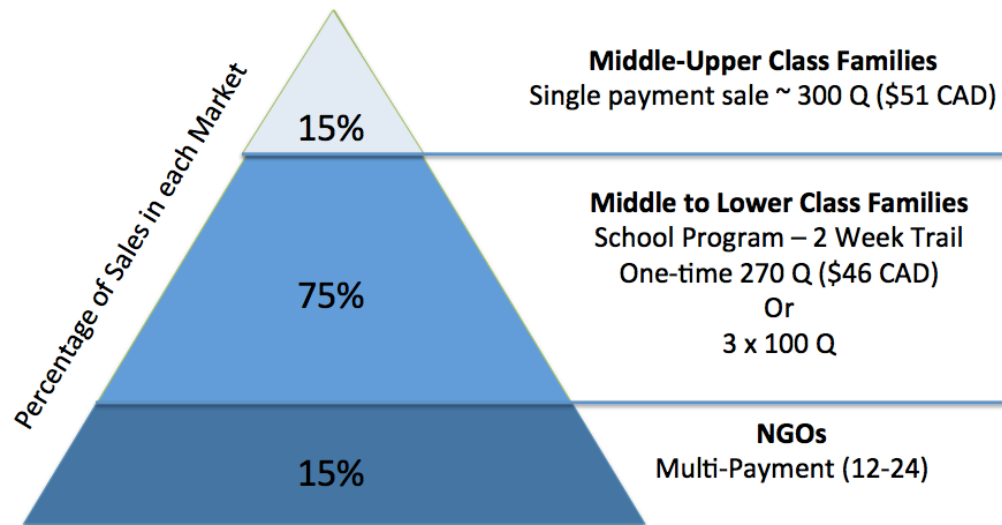 Percentage of Sales in each Market
15%
Middle-Upper Class Families
Single payment sale ~ 300 Q ($51 CAD)
75%
Middle to Lower Class Families
School Program – 2 Week Trail
One-time 270 Q ($46 CAD)
Or
3 x 100 Q
15%
NGOs
Multi-Payment (12-24)